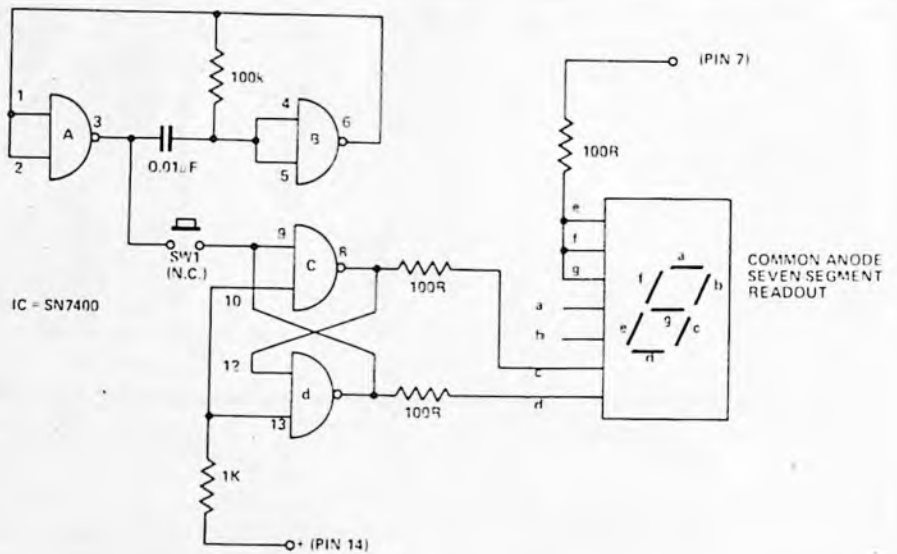 (PIN 7)
100k
1
4
A
3
B
6
2
0.01µF
5
100R
e
f
g
SW1
(N.C.)
9
C
8
100R
10
IC = SN7400
a
b
c
d
a
f
b
g
e
c
d
COMMON ANODE
SEVEN SEGMENT
READOUT
12
d
13
100R
1K
+ (PIN 14)